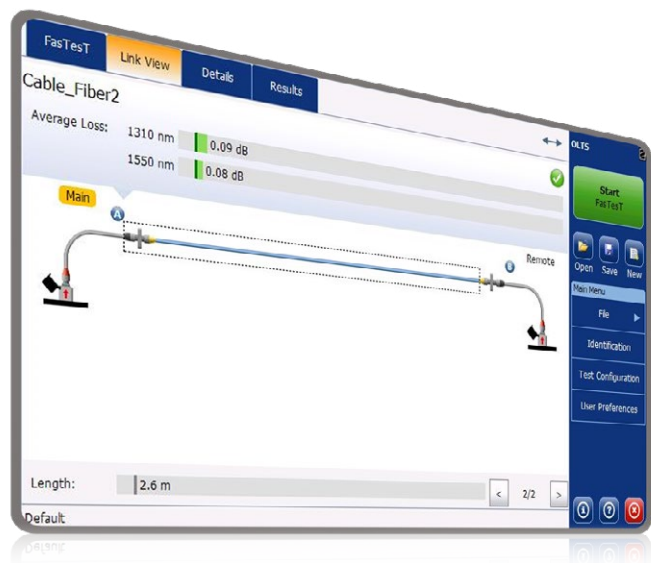 FasTesT
Link View
Details
Results
Cable_Fiber2
Average Loss:
1310 nm
0.09 dB
1550 nm
0.08 dB
Main
A
B
Remote
Length:
2.6 m
<
2/2
>
Default
OLTS
Start
FasTesT
Open
Save
New
Main Menu
File
Identification
Test Configuration
User Preferences